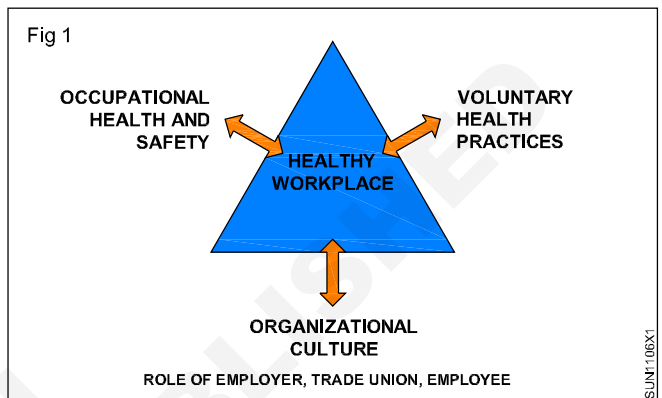 Fig 1
OCCUPATIONAL
HEALTH AND
SAFETY
VOLUNTARY
HEALTH
PRACTICES
HEALTHY
WORKPLACE
ORGANIZATIONAL
CULTURE
ROLE OF EMPLOYER, TRADE UNION, EMPLOYEE
SUN1106X1